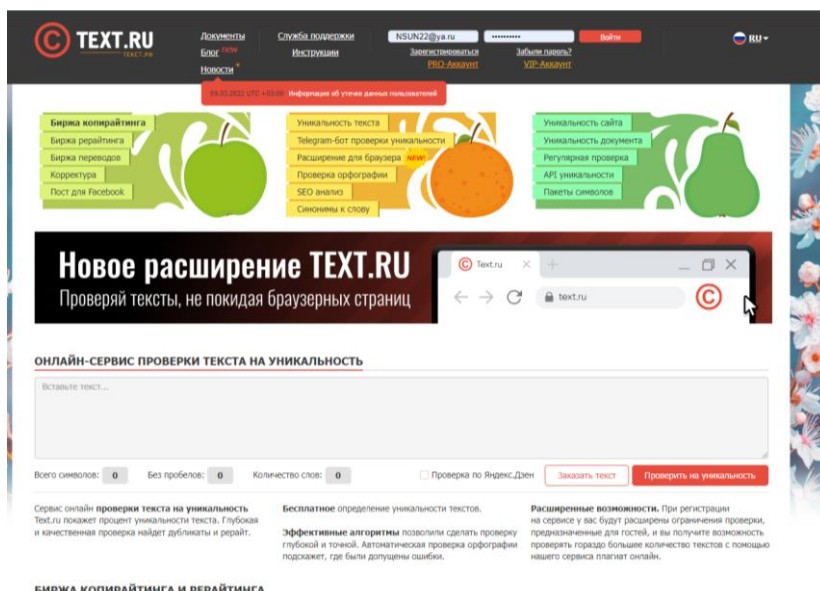 TEXT.RU
ТЕКСТ.РФ
Документы
Служба поддержки
NSUN22@ya.ru
••••••••••
Войти
RU
Блог new
Инструкции
Зарегистрироваться
Забыли пароль?
Новости
PRO-Аккаунт
VIP-Аккаунт
Информация об утечке данных пользователей
Биржа копирайтинга
Биржа рерайтинга
Биржа переводов
Корректура
Пост для Facebook
Уникальность текста
Telegram-бот проверки уникальности
Расширение для браузера NEW!
Проверка орфографии
SEO анализ
Синонимы к слову
Уникальность сайта
Уникальность документа
Регулярная проверка
API уникальности
Пакеты символов
Новое расширение TEXT.RU
Проверяй тексты, не покидая браузерных страниц
Text.ru
text.ru
ОНЛАЙН-СЕРВИС ПРОВЕРКИ ТЕКСТА НА УНИКАЛЬНОСТЬ
Вставьте текст...
Всего символов: 0 Без пробелов: 0 Количество слов: 0 Проверка по Яндекс.Дзен Заказать текст Проверить на уникальность
Сервис онлайн проверки текста на уникальность
Text.ru покажет процент уникальности текста. Глубокая
и качественная проверка найдет дубликаты и рерайт.
Бесплатное определение уникальности текстов.
Эффективные алгоритмы позволили сделать проверку
глубокой и точной. Автоматическая проверка орфографии
подскажет, где были допущены ошибки.
Расширенные возможности. При регистрации
на сервисе у вас будут расширены ограничения проверки,
предназначенные для гостей, и вы получите возможность
проверять гораздо большее количество текстов с помощью
нашего сервиса плагиат онлайн.
БИРЖА КОПИРАЙТИНГА И РЕРАЙТИНГА